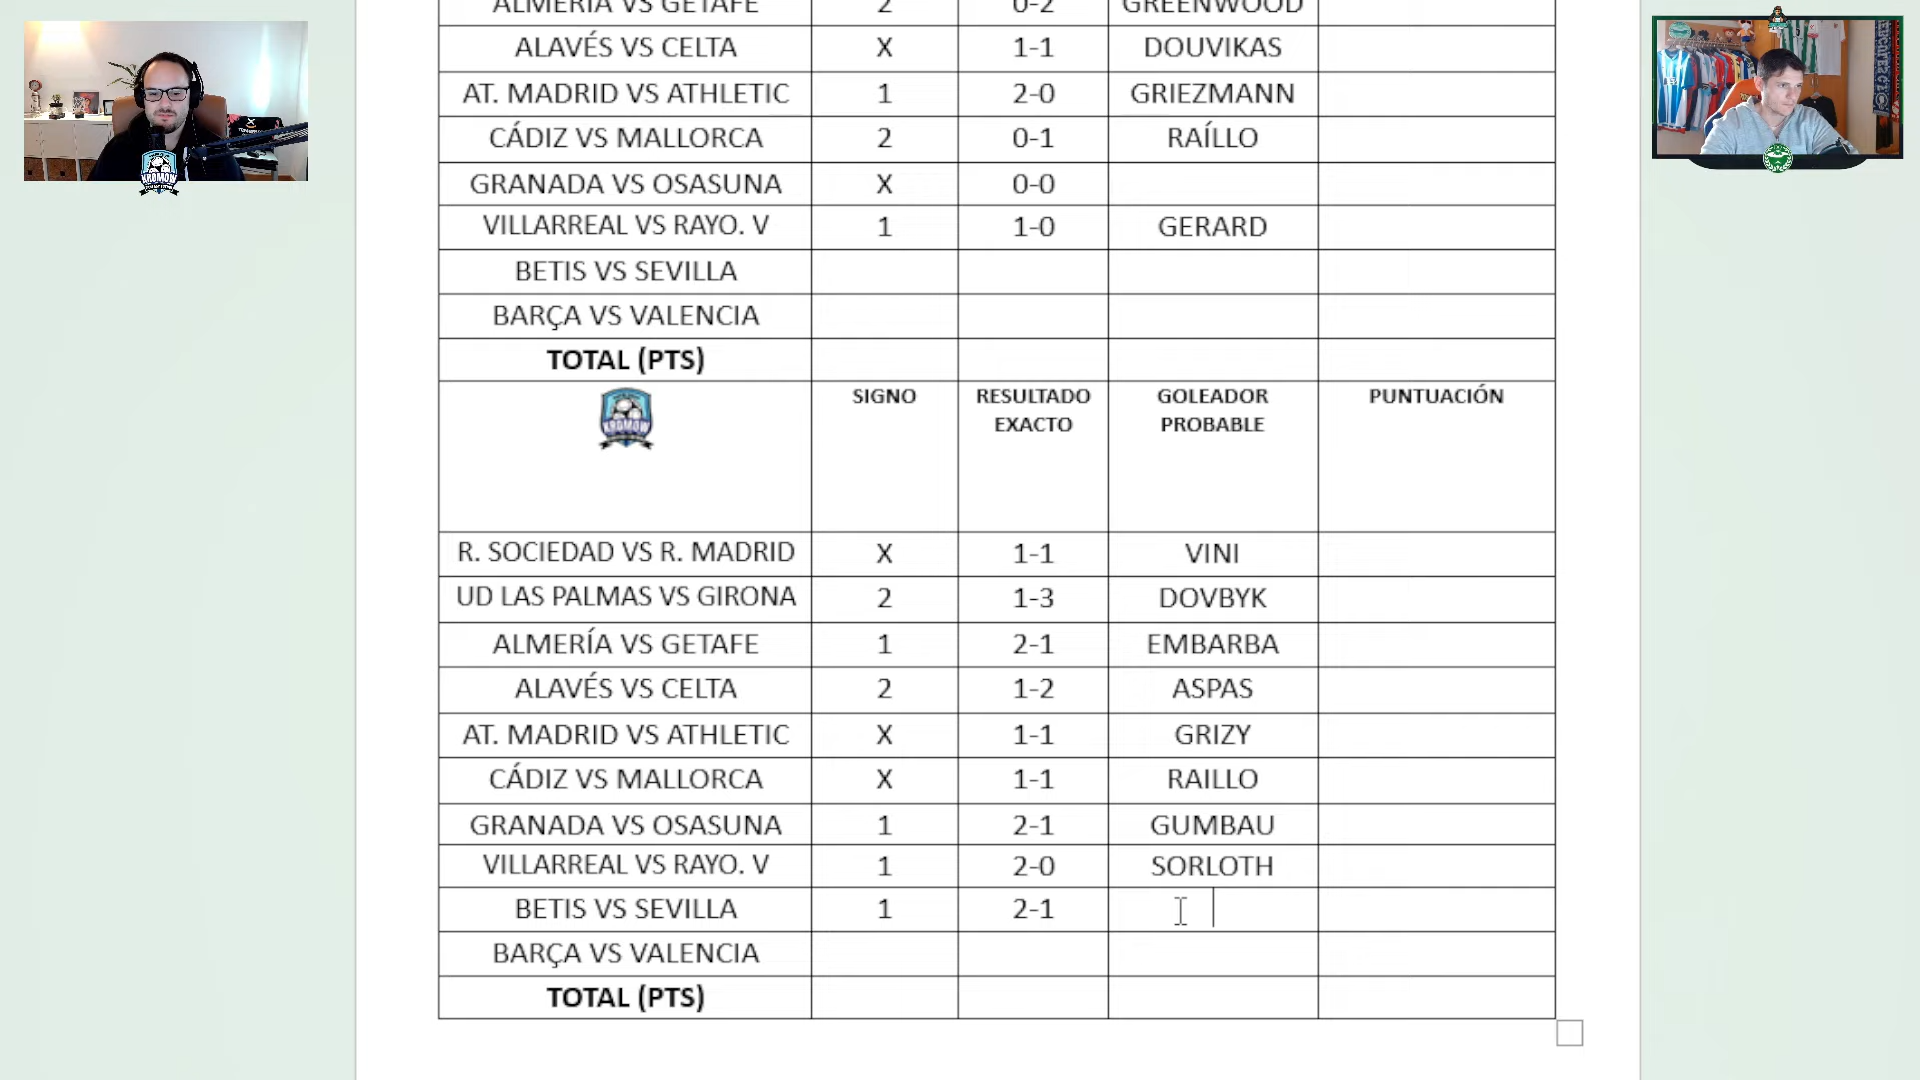 ALMERÍA VS GETAFE 2 0-2 GREENWOOD
ALAVÉS VS CELTA X 1-1 DOUVIKAS
AT. MADRID VS ATHLETIC 1 2-0 GRIEZMANN
CÁDIZ VS MALLORCA 2 0-1 RAÍLLO
GRANADA VS OSASUNA X 0-0
VILLARREAL VS RAYO. V 1 1-0 GERARD
BETIS VS SEVILLA
BARÇA VS VALENCIA
TOTAL (PTS)
KROMOW
SIGNO RESULTADO EXACTO GOLEADOR PROBABLE PUNTUACIÓN
R. SOCIEDAD VS R. MADRID X 1-1 VINI
UD LAS PALMAS VS GIRONA 2 1-3 DOVBYK
ALMERÍA VS GETAFE 1 2-1 EMBARBA
ALAVÉS VS CELTA 2 1-2 ASPAS
AT. MADRID VS ATHLETIC X 1-1 GRIZY
CÁDIZ VS MALLORCA X 1-1 RAILLO
GRANADA VS OSASUNA 1 2-1 GUMBAU
VILLARREAL VS RAYO. V 1 2-0 SORLOTH
BETIS VS SEVILLA 1 2-1
BARÇA VS VALENCIA
TOTAL (PTS)
KROMOW